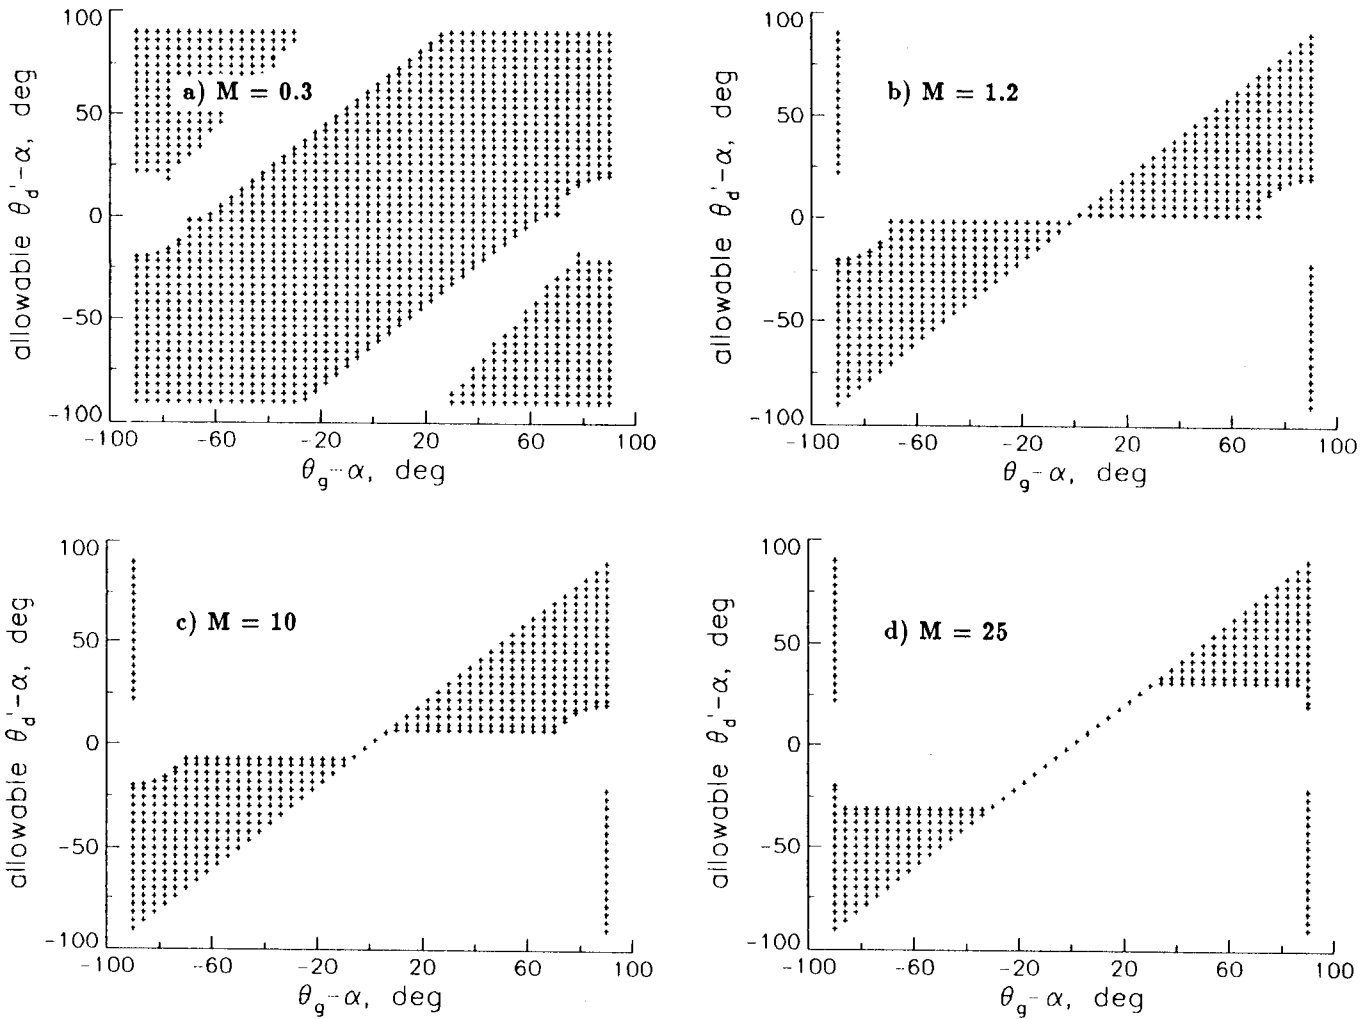 100
50
0
-50
-100
allowable θd'-α, deg
a) M = 0.3
-100 -60 -20 20 60 100
θg-α, deg
100
50
0
-50
-100
allowable θd'-α, deg
b) M = 1.2
-100 -60 -20 20 60 100
θg-α, deg
100
50
0
-50
-100
allowable θd'-α, deg
c) M = 10
-100 -60 -20 20 60 100
θg-α, deg
100
50
0
-50
-100
allowable θd'-α, deg
d) M = 25
-100 -60 -20 20 60 100
θg-α, deg